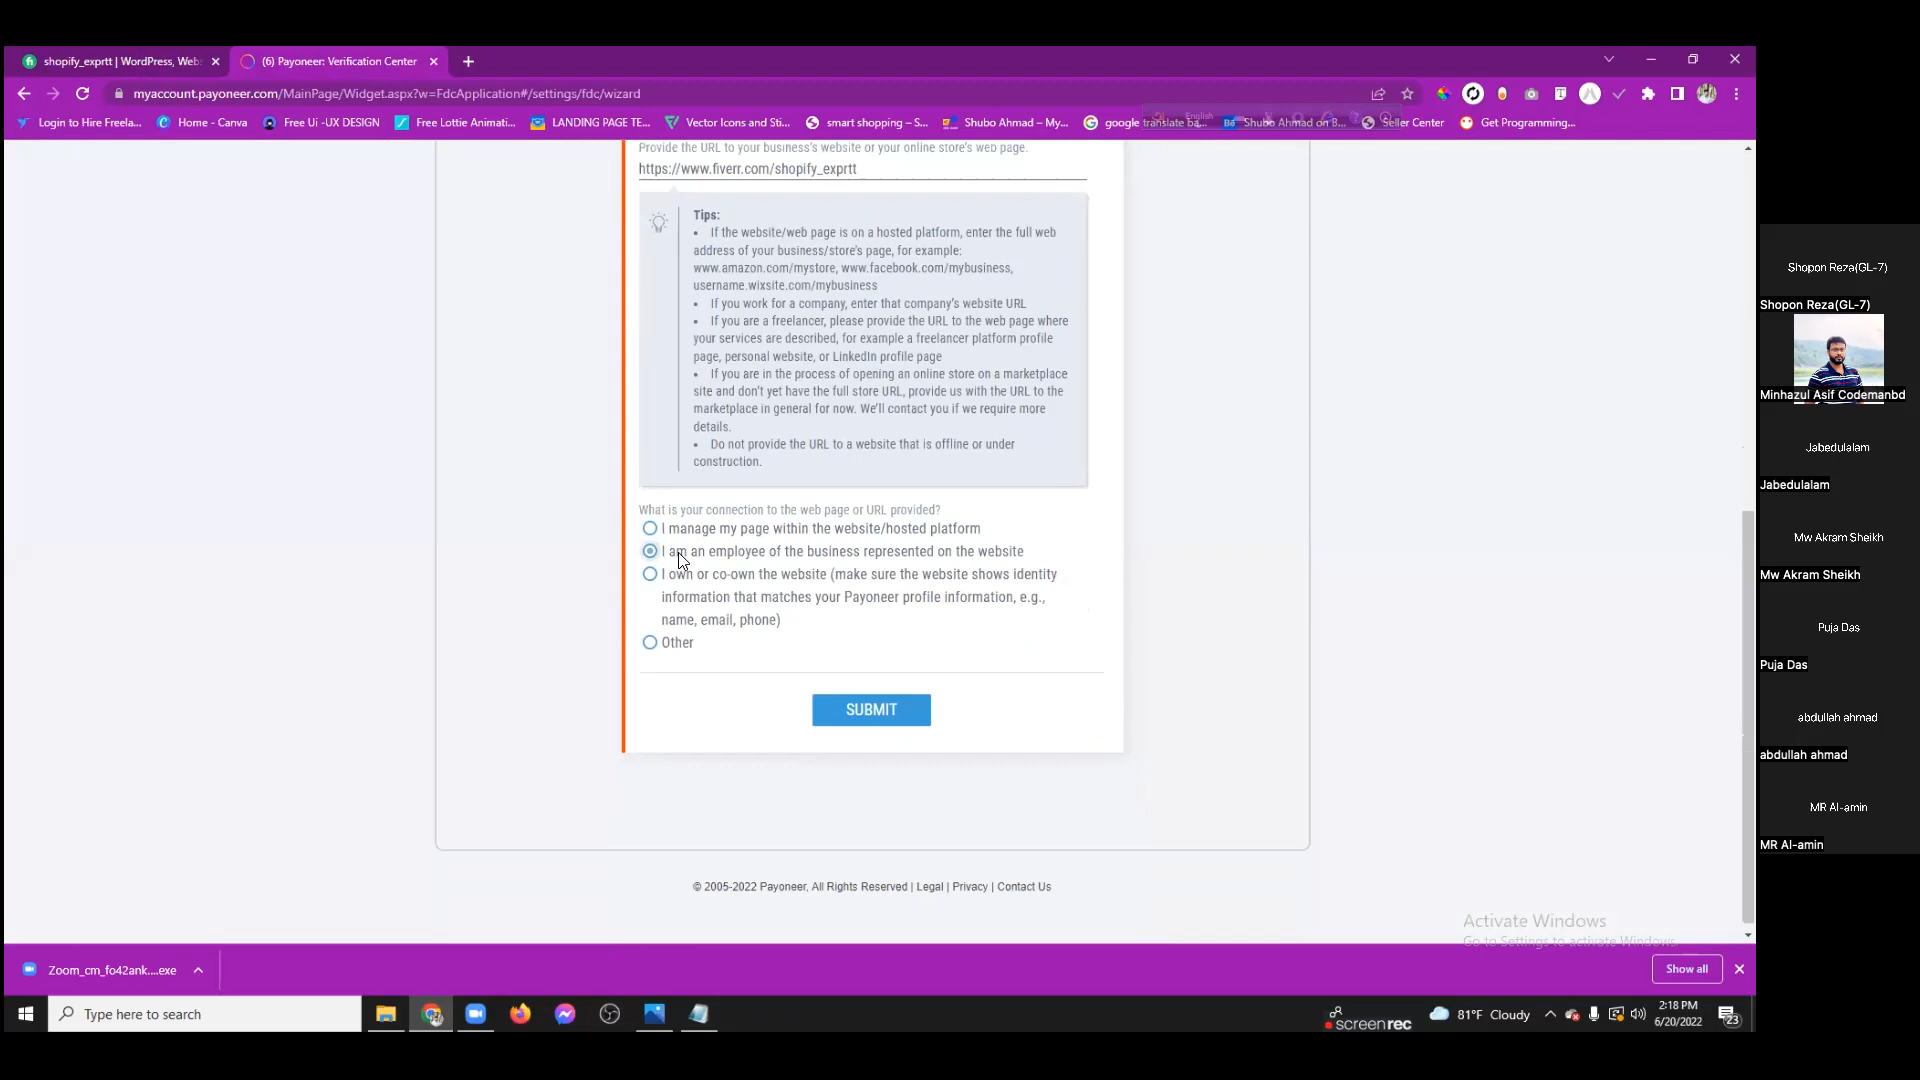 shopify_exprtt | WordPress, Web:
(6) Payoneer: Verification Center
myaccount.payoneer.com/MainPage/Widget.aspx?w=FdcApplication#/settings/fdc/wizard
Login to Hire Freela...
Home - Canva
Free Ui -UX DESIGN
Free Lottie Animati...
LANDING PAGE TE...
Vector Icons and Sti...
smart shopping – S...
Shubo Ahmad – My...
google translate ba...
Shubo Ahmad on B...
Seller Center
Get Programming...
English
Provide the URL to your business's website or your online store's web page.
https://www.fiverr.com/shopify_exprtt
Tips:
• If the website/web page is on a hosted platform, enter the full web
address of your business/store's page, for example:
www.amazon.com/mystore, www.facebook.com/mybusiness,
username.wixsite.com/mybusiness
• If you work for a company, enter that company's website URL
• If you are a freelancer, please provide the URL to the web page where
your services are described, for example a freelancer platform profile
page, personal website, or LinkedIn profile page
• If you are in the process of opening an online store on a marketplace
site and don't yet have the full store URL, provide us with the URL to the
marketplace in general for now. We'll contact you if we require more
details.
• Do not provide the URL to a website that is offline or under
construction.
What is your connection to the web page or URL provided?
I manage my page within the website/hosted platform
I am an employee of the business represented on the website
I own or co-own the website (make sure the website shows identity
information that matches your Payoneer profile information, e.g.,
name, email, phone)
Other
SUBMIT
© 2005-2022 Payoneer, All Rights Reserved | Legal | Privacy | Contact Us
Activate Windows
Go to Settings to activate Windows.
Zoom_cm_fo42ank....exe
Show all
Type here to search
screenrec
81°F Cloudy
2:18 PM
6/20/2022
23
Shopon Reza(GL-7)
Shopon Reza(GL-7)
Minhazul Asif Codemanbd
Jabedulalam
Jabedulalam
Mw Akram Sheikh
Mw Akram Sheikh
Puja Das
Puja Das
abdullah ahmad
abdullah ahmad
MR Al-amin
MR Al-amin